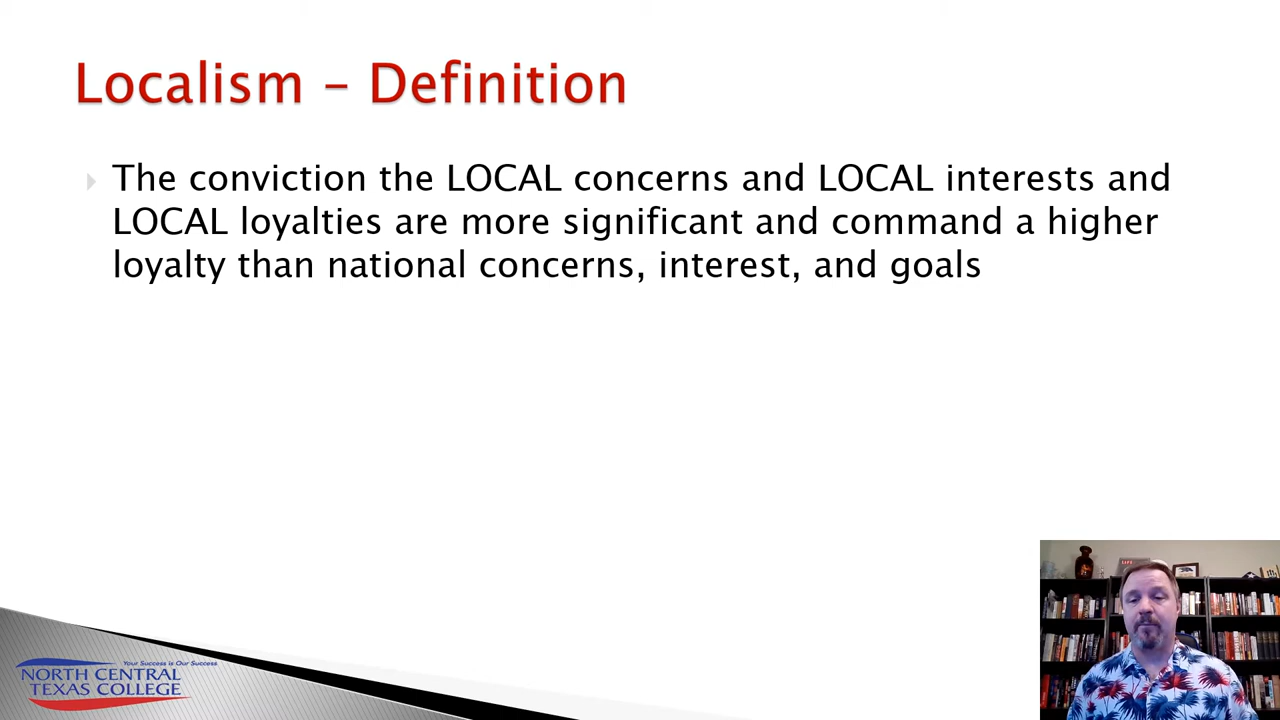 Localism – Definition
The conviction the LOCAL concerns and LOCAL interests and
LOCAL loyalties are more significant and command a higher
loyalty than national concerns, interest, and goals
Your Success is Our Success
NORTH CENTRAL
TEXAS COLLEGE
LIFE